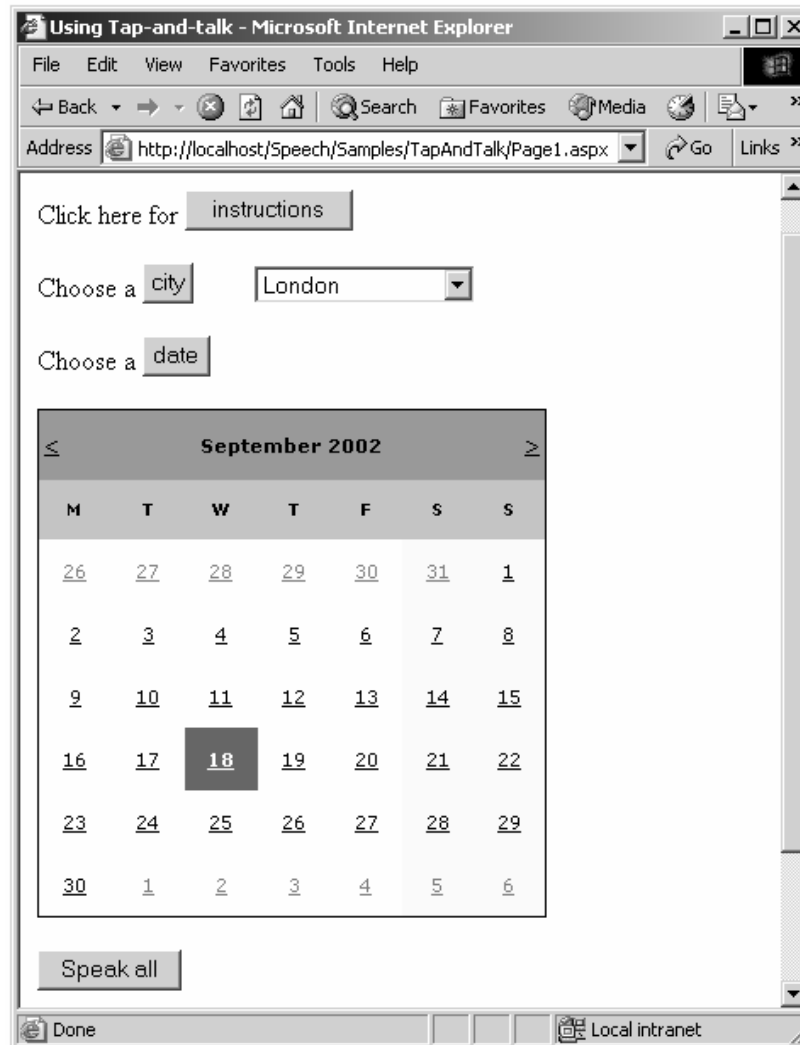 Using Tap-and-talk - Microsoft Internet Explorer
File Edit View Favorites Tools Help
Back Search Favorites Media »
Address http://localhost/Speech/Samples/TapAndTalk/Page1.aspx Go Links »
Click here for instructions
Choose a city London
Choose a date
< September 2002 >
M T W T F S S
26 27 28 29 30 31 1
2 3 4 5 6 7 8
9 10 11 12 13 14 15
16 17 18 19 20 21 22
23 24 25 26 27 28 29
30 1 2 3 4 5 6
Speak all
Done Local intranet